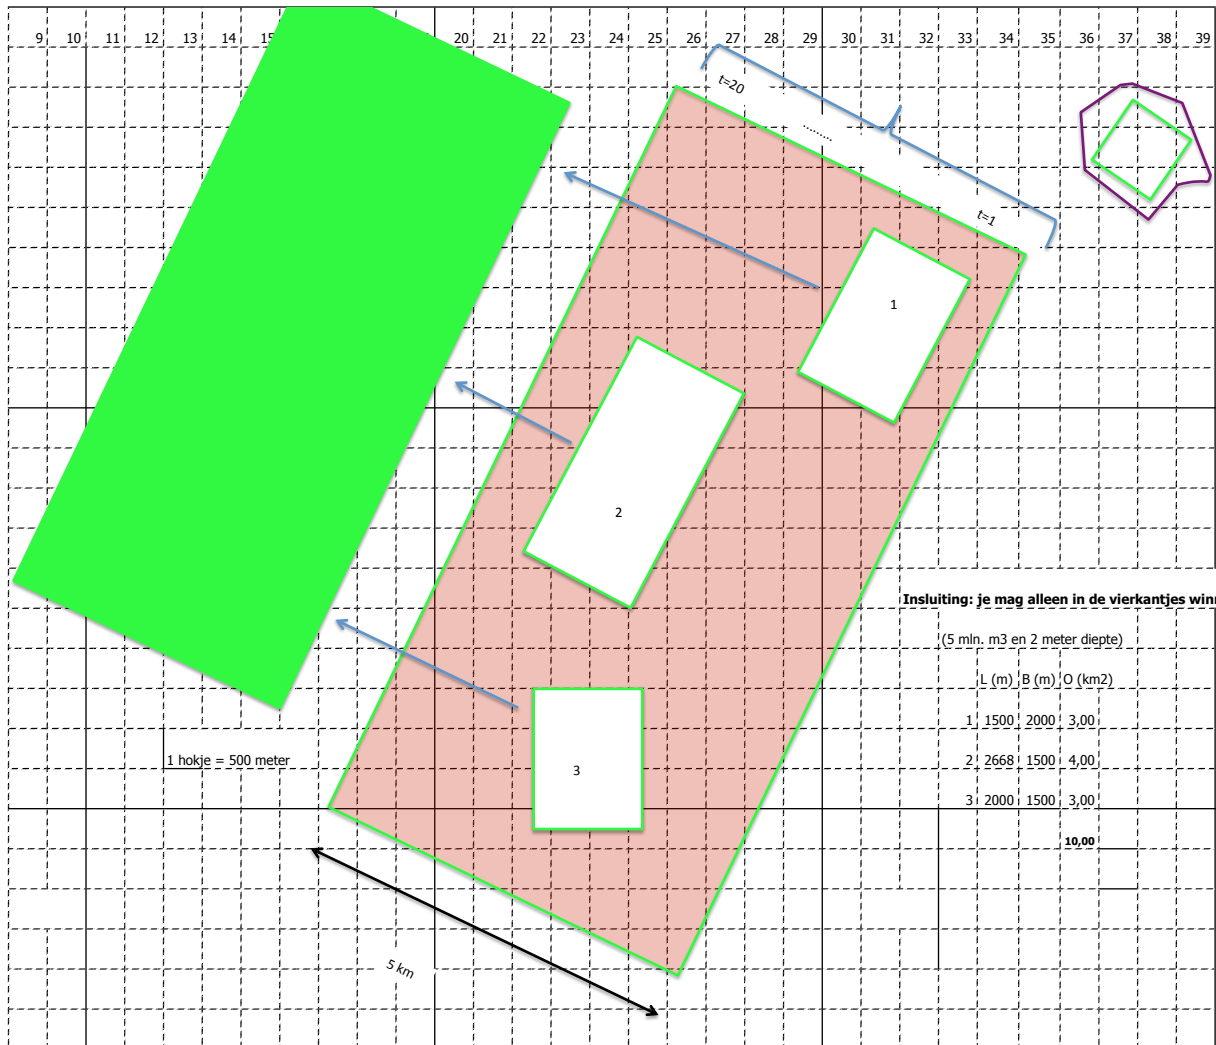 9 10 11 12 13 14 15 20 21 22 23 24 25 26 27 28 29 30 31 32 33 34 35 36 37 38 39
t=20
........
t=1
1
2
3
Insluiting: je mag alleen in de vierkantjes win
(5 mln. m3 en 2 meter diepte)
L (m) B (m) O (km2)
1 1500 2000 3,00
2 2668 1500 4,00
3 2000 1500 3,00
10,00
1 hokje = 500 meter
5 km